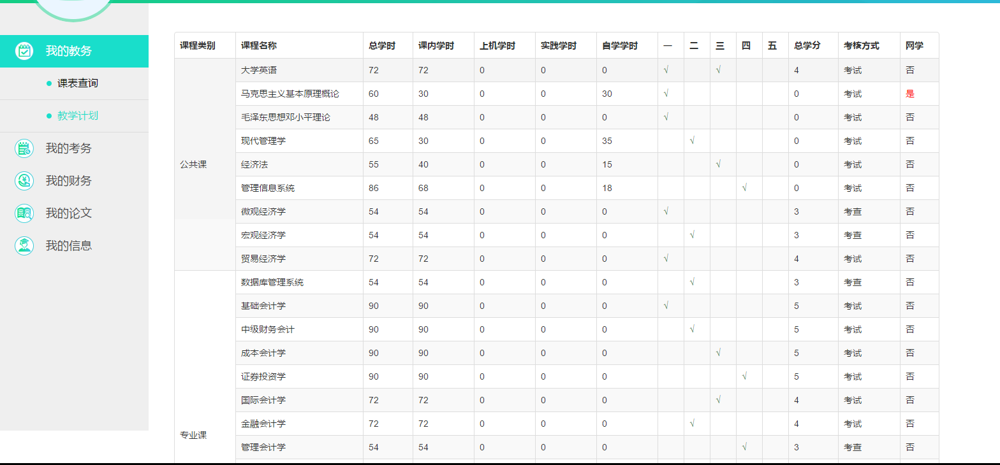 我的教务
课表查询
教学计划
我的考务
我的财务
我的论文
我的信息
课程类别 课程名称 总学时 课内学时 上机学时 实践学时 自学学时 一 二 三 四 五 总学分 考核方式 网学
公共课
大学英语 72 72 0 0 0 √ √ 4 考试 否
马克思主义基本原理概论 60 30 0 0 30 √ 0 考试 是
毛泽东思想邓小平理论 48 48 0 0 0 √ 0 考试 否
现代管理学 65 30 0 0 35 √ 0 考试 否
经济法 55 40 0 0 15 √ 0 考试 否
管理信息系统 86 68 0 0 18 √ 0 考试 否
微观经济学 54 54 0 0 0 √ 3 考查 否
宏观经济学 54 54 0 0 0 √ 3 考查 否
贸易经济学 72 72 0 0 0 √ 4 考试 否
专业课
数据库管理系统 54 54 0 0 0 √ 3 考查 否
基础会计学 90 90 0 0 0 √ 5 考试 否
中级财务会计 90 90 0 0 0 √ 5 考试 否
成本会计学 90 90 0 0 0 √ 5 考试 否
证券投资学 90 90 0 0 0 √ 5 考试 否
国际会计学 72 72 0 0 0 √ 4 考试 否
金融会计学 72 72 0 0 0 √ 4 考试 否
管理会计学 54 54 0 0 0 √ 3 考查 否